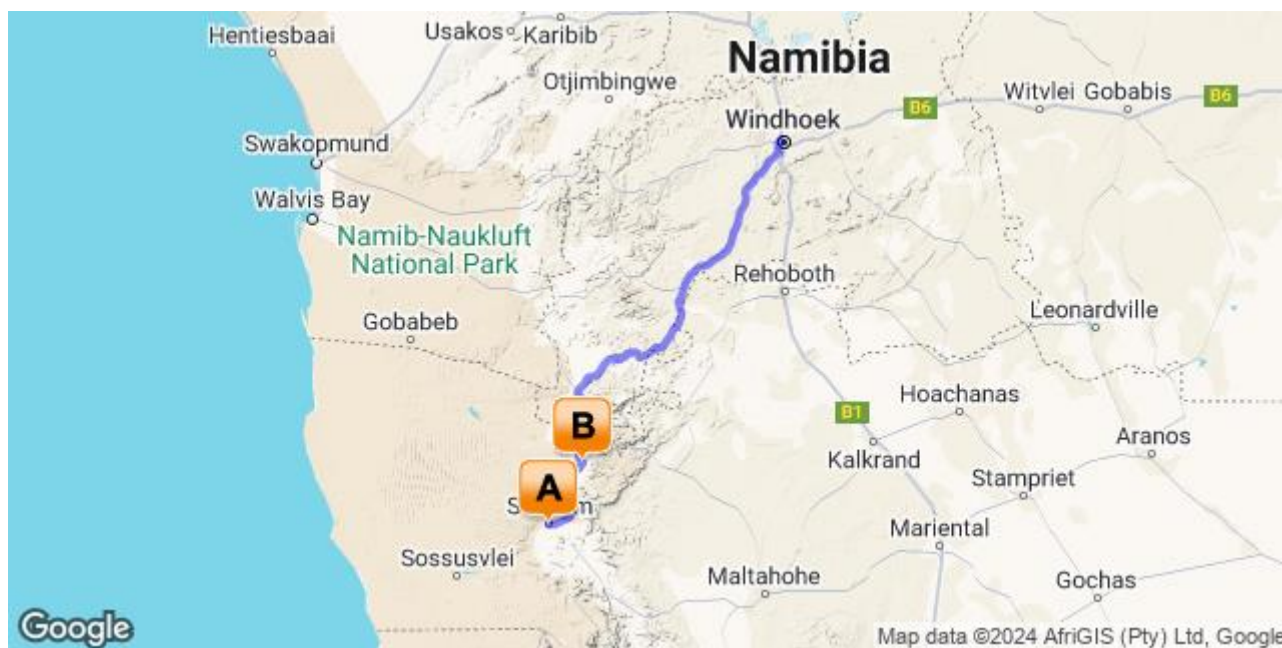 Hentiesbaai
Usakos
Karibib
Namibia
Otjimbingwe
Witvlei
Gobabis
B6
B6
Windhoek
Swakopmund
Walvis Bay
Namib-Naukluft
National Park
Rehoboth
Leonardville
Gobabeb
Hoachanas
B1
B
Aranos
Kalkrand
A
Stampriet
Mariental
Sossusvlei
Maltahohe
Gochas
Google
Map data ©2024 AfriGIS (Pty) Ltd, Google